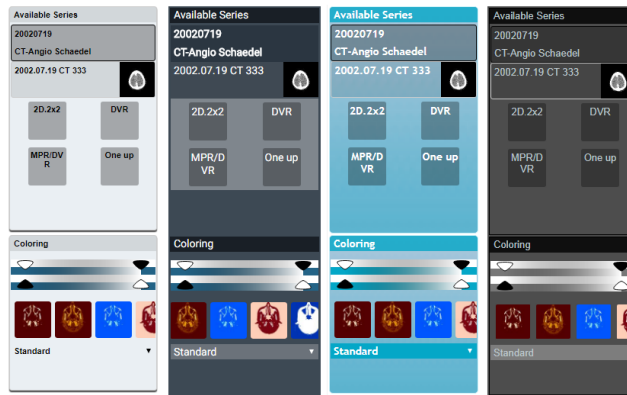 Available Series
20020719
CT-Angio Schaedel
2002.07.19 CT 333
2D.2x2
DVR
MPR/DV
R
One up
Coloring
Standard
Available Series
20020719
CT-Angio Schaedel
2002.07.19 CT 333
2D.2x2
DVR
MPR/D
VR
One up
Coloring
Standard
Available Series
20020719
CT-Angio Schaedel
2002.07.19 CT 333
2D.2x2
DVR
MPR/D
VR
One up
Coloring
Standard
Available Series
20020719
CT-Angio Schaedel
2002.07.19 CT 333
2D.2x2
DVR
MPR/D
VR
One up
Coloring
Standard